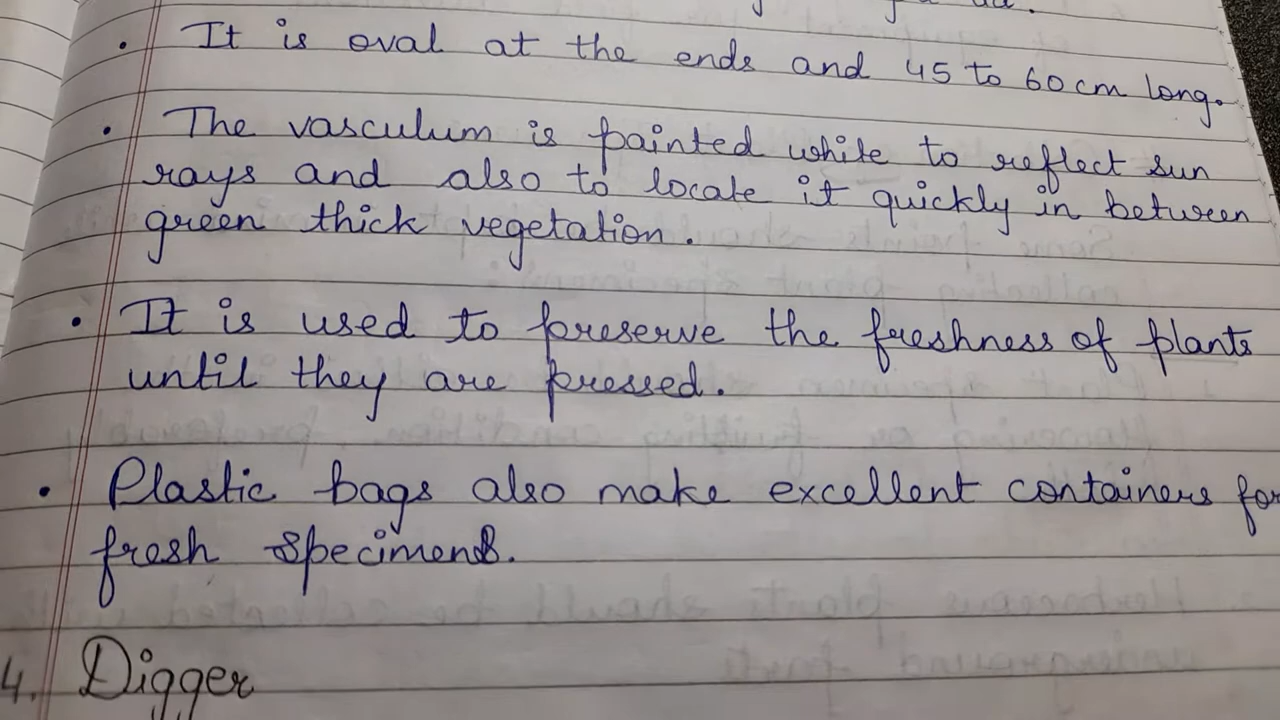 • It is oval at the ends and 45 to 60 cm long.
• The vasculum is painted white to reflect sun
rays and also to locate it quickly in between
green thick vegetation.
• It is used to preserve the freshness of plants
until they are pressed.
• Plastic bags also make excellent containers for
fresh specimens.
4. Digger